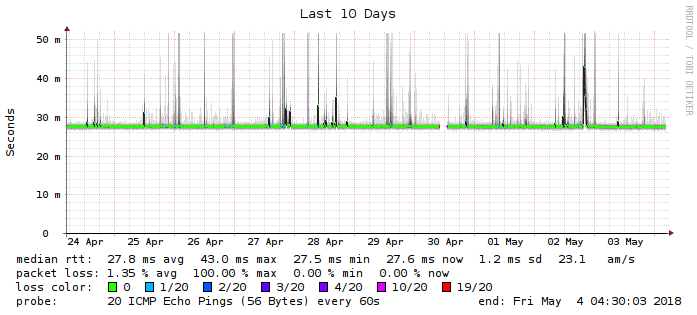 Last 10 Days
RRDTOOL / TOBI OETIKER
Seconds
50 m
40 m
30 m
20 m
10 m
0
24 Apr 25 Apr 26 Apr 27 Apr 28 Apr 29 Apr 30 Apr 01 May 02 May 03 May
median rtt: 27.8 ms avg 43.0 ms max 27.5 ms min 27.6 ms now 1.2 ms sd 23.1 am/s
packet loss: 1.35 % avg 100.00 % max 0.00 % min 0.00 % now
loss color: 0 1/20 2/20 3/20 4/20 10/20 19/20
probe: 20 ICMP Echo Pings (56 Bytes) every 60s end: Fri May 4 04:30:03 2018